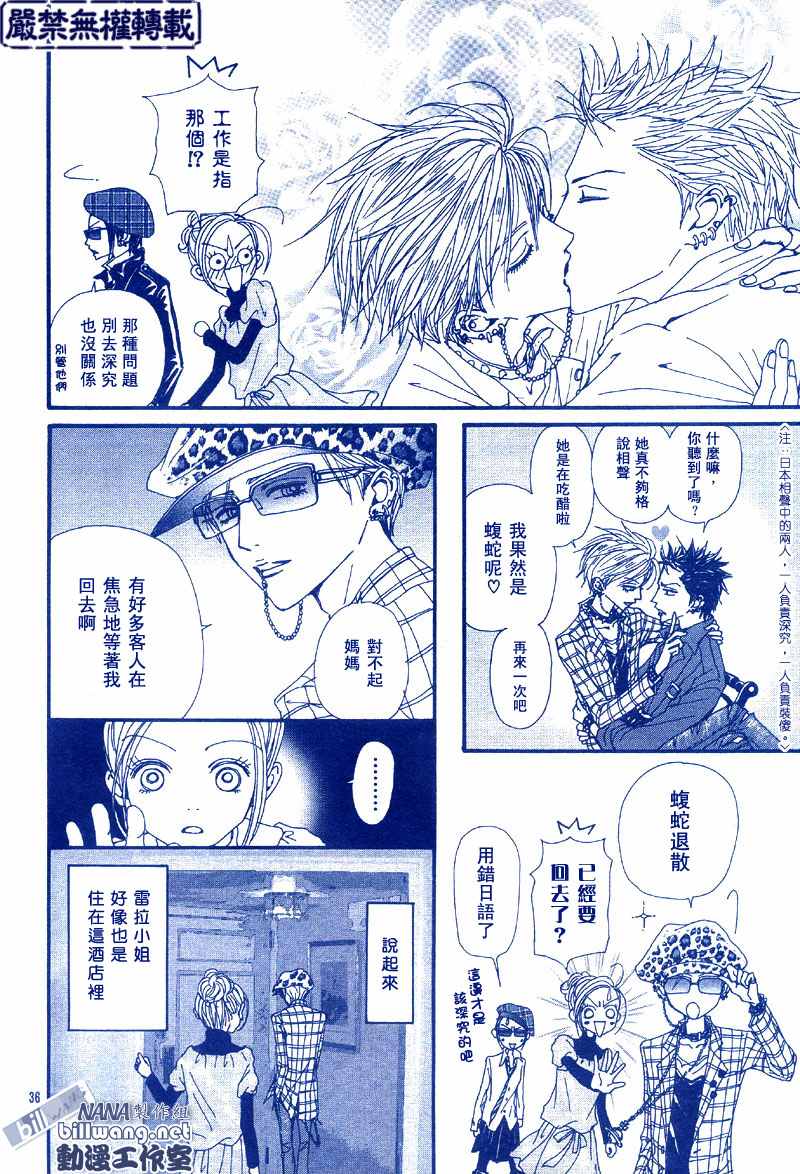 嚴禁無權轉載
工作是指
那個!?
那種問題
別去深究
也沒關係
別管他們
〈注：日本相聲中的兩人，一人負責深究，一人負責裝傻。〉
什麼嘛，
你聽到了嗎？
她真不夠格
說相聲
她是在吃醋啦
我果然是
蝮蛇呢♡
再來一次吧
對不起
媽媽
有好多客人在
焦急地等著我
回去啊
………
蝮蛇退散
已經要
回去了？
用錯日語
了
這邊才是
該深究的吧
說起來
雷拉小姐
好像也是
住在這酒店裡
36
NANA製作組
billwang.net
動漫工作室